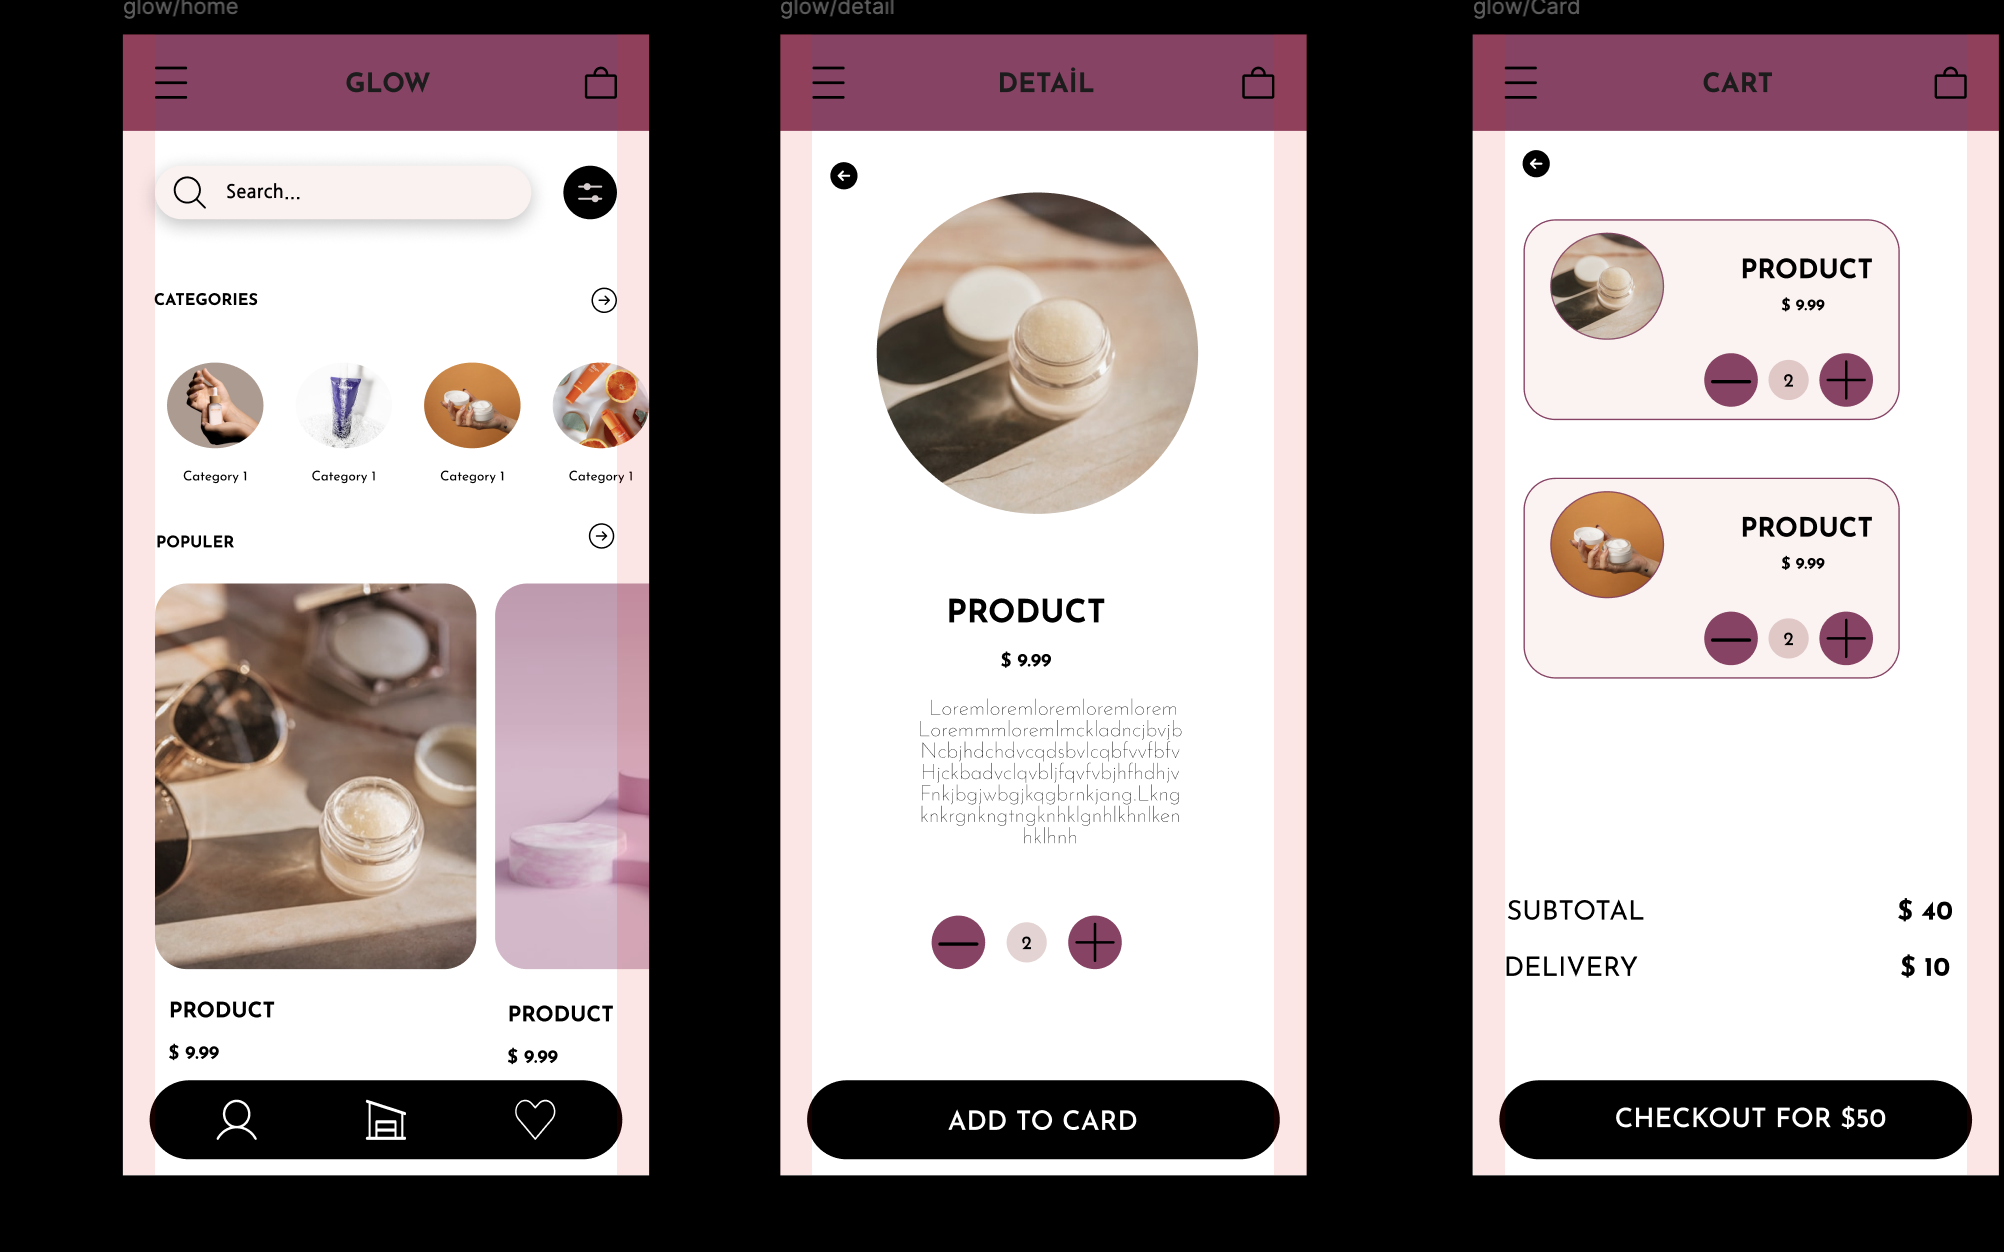 glow/home
GLOW
Search...
CATEGORIES
Category 1
Category 1
Category 1
Category 1
POPULER
PRODUCT
$ 9.99
PRODUCT
$ 9.99
glow/detail
DETAİL
PRODUCT
$ 9.99
Loremloremloremloremlorem
Loremmmloremlmckladncjbvjb
Ncbjhdchdvcqdsbvlcqbfvvfbfv
Hjckbadvclqvbljfqvfvbjhfhdhjv
Fnkjbgjwbgjkqgbrnkjang.Lkng
knkrgnkngtngknhklgnhlkhnlken
hklhnh
2
ADD TO CARD
glow/Card
CART
PRODUCT
$ 9.99
2
PRODUCT
$ 9.99
2
SUBTOTAL $ 40
DELIVERY $ 10
CHECKOUT FOR $50